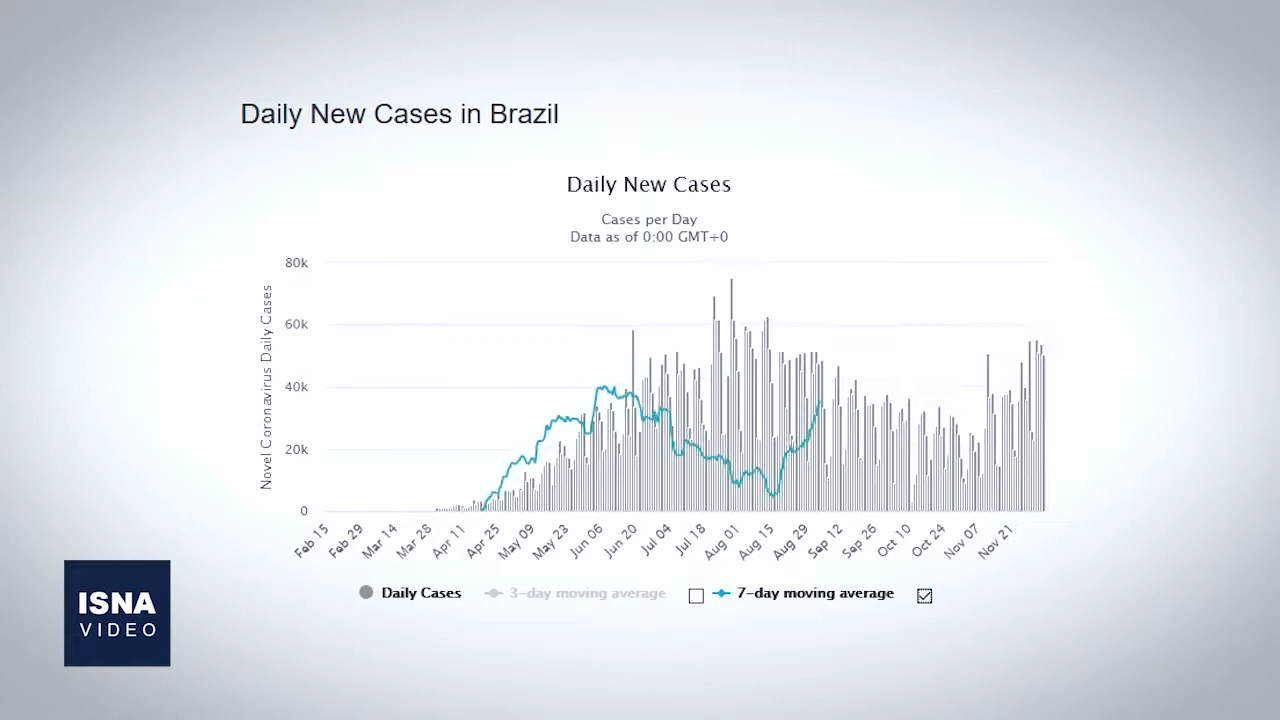 Daily New Cases in Brazil
Daily New Cases
Cases per Day
Data as of 0:00 GMT+0
Novel Coronavirus Daily Cases
80k
60k
40k
20k
0
Feb 15
Feb 29
Mar 14
Mar 28
Apr 11
Apr 25
May 09
May 23
Jun 06
Jun 20
Jul 04
Jul 18
Aug 01
Aug 15
Aug 29
Sep 12
Sep 26
Oct 10
Oct 24
Nov 07
Nov 21
Daily Cases 3-day moving average 7-day moving average
ISNA
VIDEO